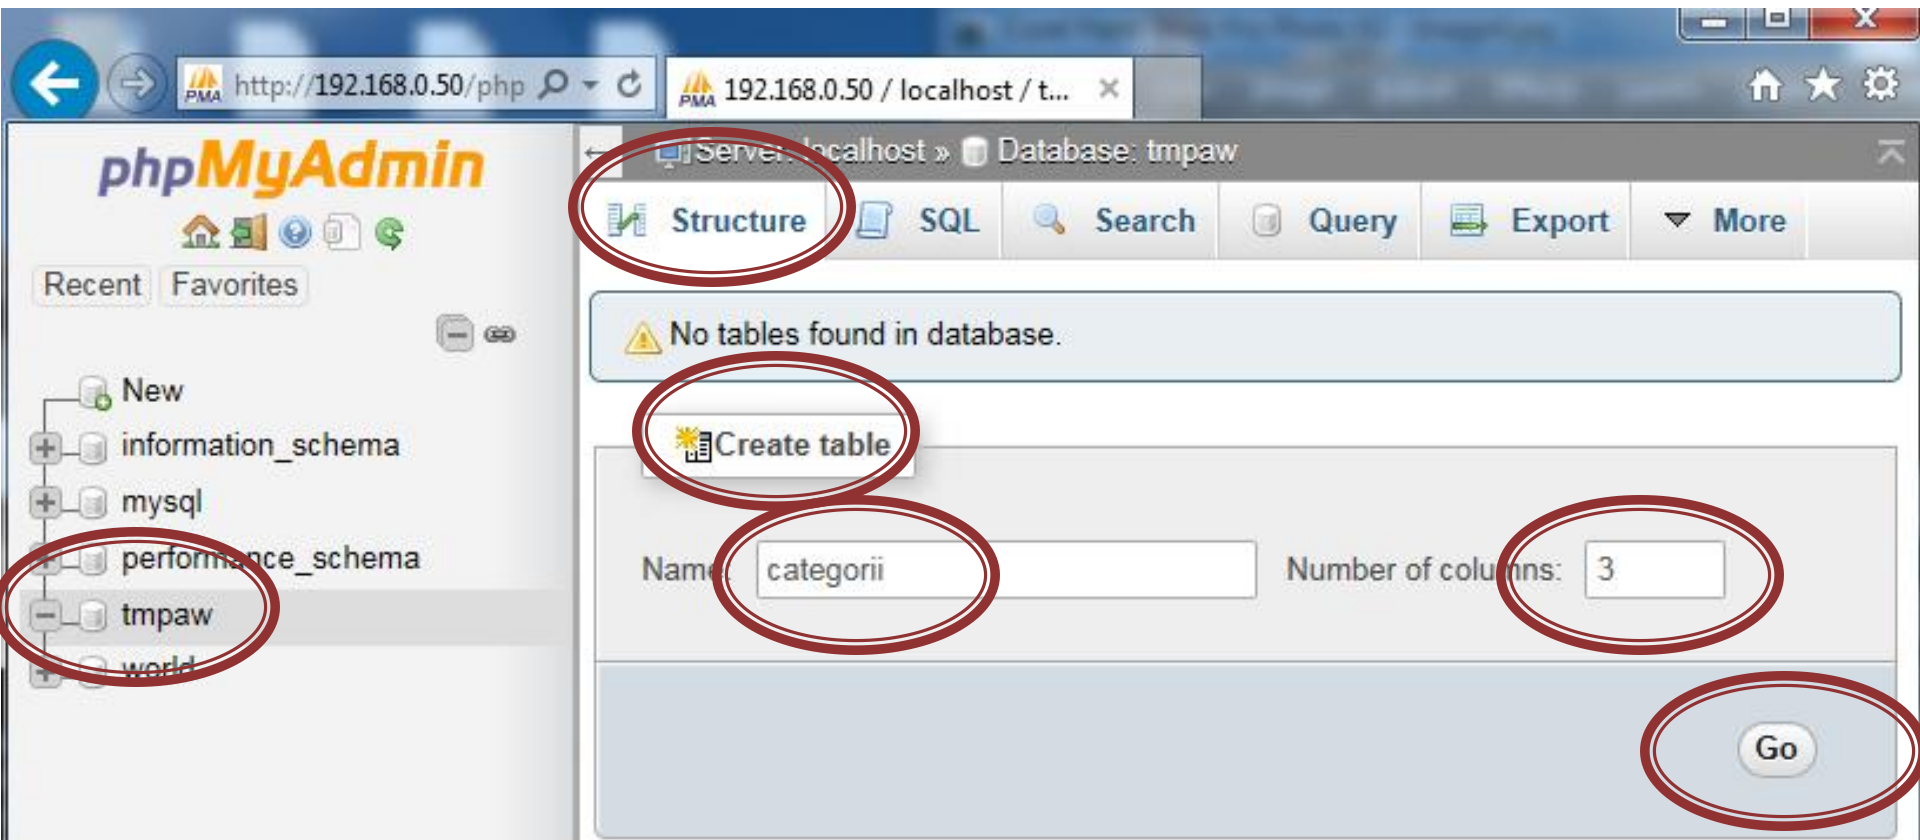 http://192.168.0.50/php
PMA 192.168.0.50 / localhost / t...
phpMyAdmin
Recent Favorites
New
information_schema
mysql
performance_schema
tmpaw
world
Server: localhost » Database: tmpaw
Structure SQL Search Query Export More
No tables found in database.
Create table
Name: categorii Number of columns: 3
Go